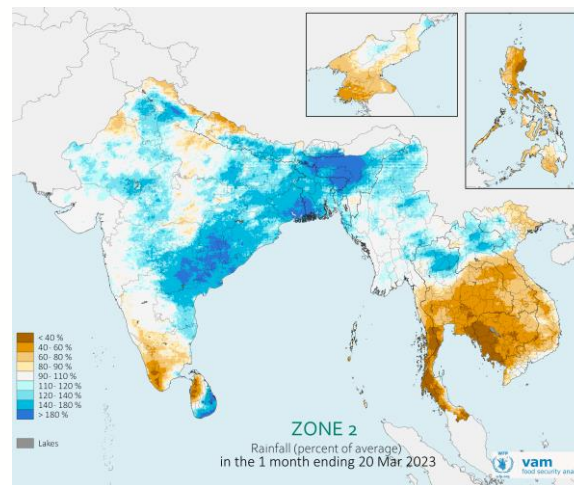 < 40 %
40- 60 %
60- 80 %
80- 90 %
90- 110%
110- 120%
120- 140%
140- 180%
> 180%
Lakes
ZONE 2
Rainfall (percent of average)
in the 1 month ending 20 Mar 2023
vam
food security ana